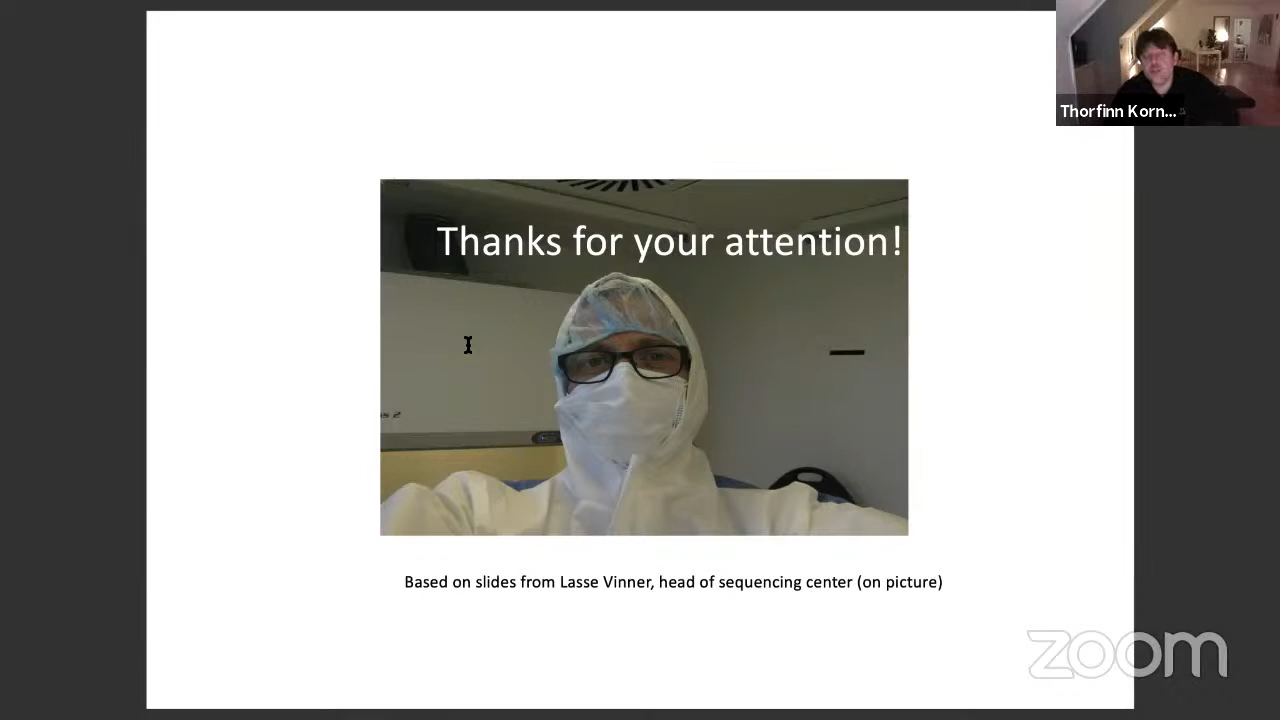 Thorfinn Korn...
Thanks for your attention!
Based on slides from Lasse Vinner, head of sequencing center (on picture)
zoom